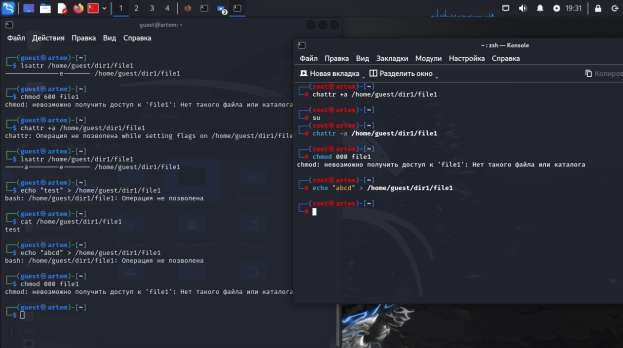 1 2 3 4
19:31
guest@artem: ~
Файл Действия Правка Вид Справка
(guest㉿artem)-[~]
$ lsattr /home/guest/dir1/file1
/home/guest/dir1/file1
(guest㉿artem)-[~]
$ chmod 600 file1
chmod: невозможно получить доступ к 'file1': Нет такого файла или каталога
(guest㉿artem)-[~]
$ chattr +a /home/guest/dir1/file1
chattr: Операция не позволена while setting flags on /home/guest/dir1/file
(guest㉿artem)-[~]
$ lsattr /home/guest/dir1/file1
/home/guest/dir1/file1
(guest㉿artem)-[~]
$ echo "test" > /home/guest/dir1/file1
bash: /home/guest/dir1/file1: Операция не позволена
(guest㉿artem)-[~]
$ cat /home/guest/dir1/file1
test
(guest㉿artem)-[~]
$ echo "abcd" > /home/guest/dir1/file1
bash: /home/guest/dir1/file1: Операция не позволена
(guest㉿artem)-[~]
$ chmod 000 file1
chmod: невозможно получить доступ к 'file1': Нет такого файла или каталога
(guest㉿artem)-[~]
$
~ : zsh — Konsole
Файл Правка Вид Закладки Модули Настройка Справка
Новая вкладка Разделить окно Копирова
(root㉿artem)-[~]
# chattr +a /home/guest/dir1/file1
(root㉿artem)-[~]
# su
(root㉿artem)-[~]
# chattr -a /home/guest/dir1/file1
(root㉿artem)-[~]
# chmod 000 file1
chmod: невозможно получить доступ к 'file1': Нет такого файла или каталога
(root㉿artem)-[~]
# echo "abcd" > /home/guest/dir1/file1
(root㉿artem)-[~]
#